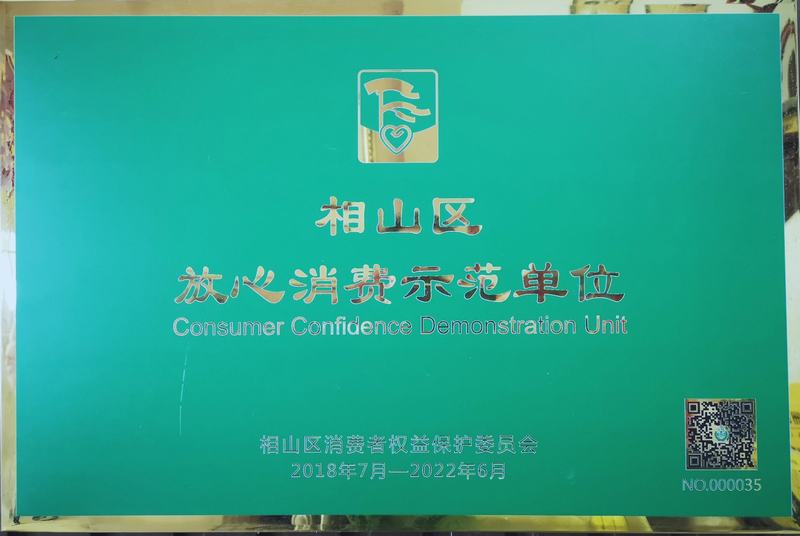 相山区
放心消费示范单位
Consumer Confidence Demonstration Unit
相山区消费者权益保护委员会
2018年7月—2022年6月
NO.000035